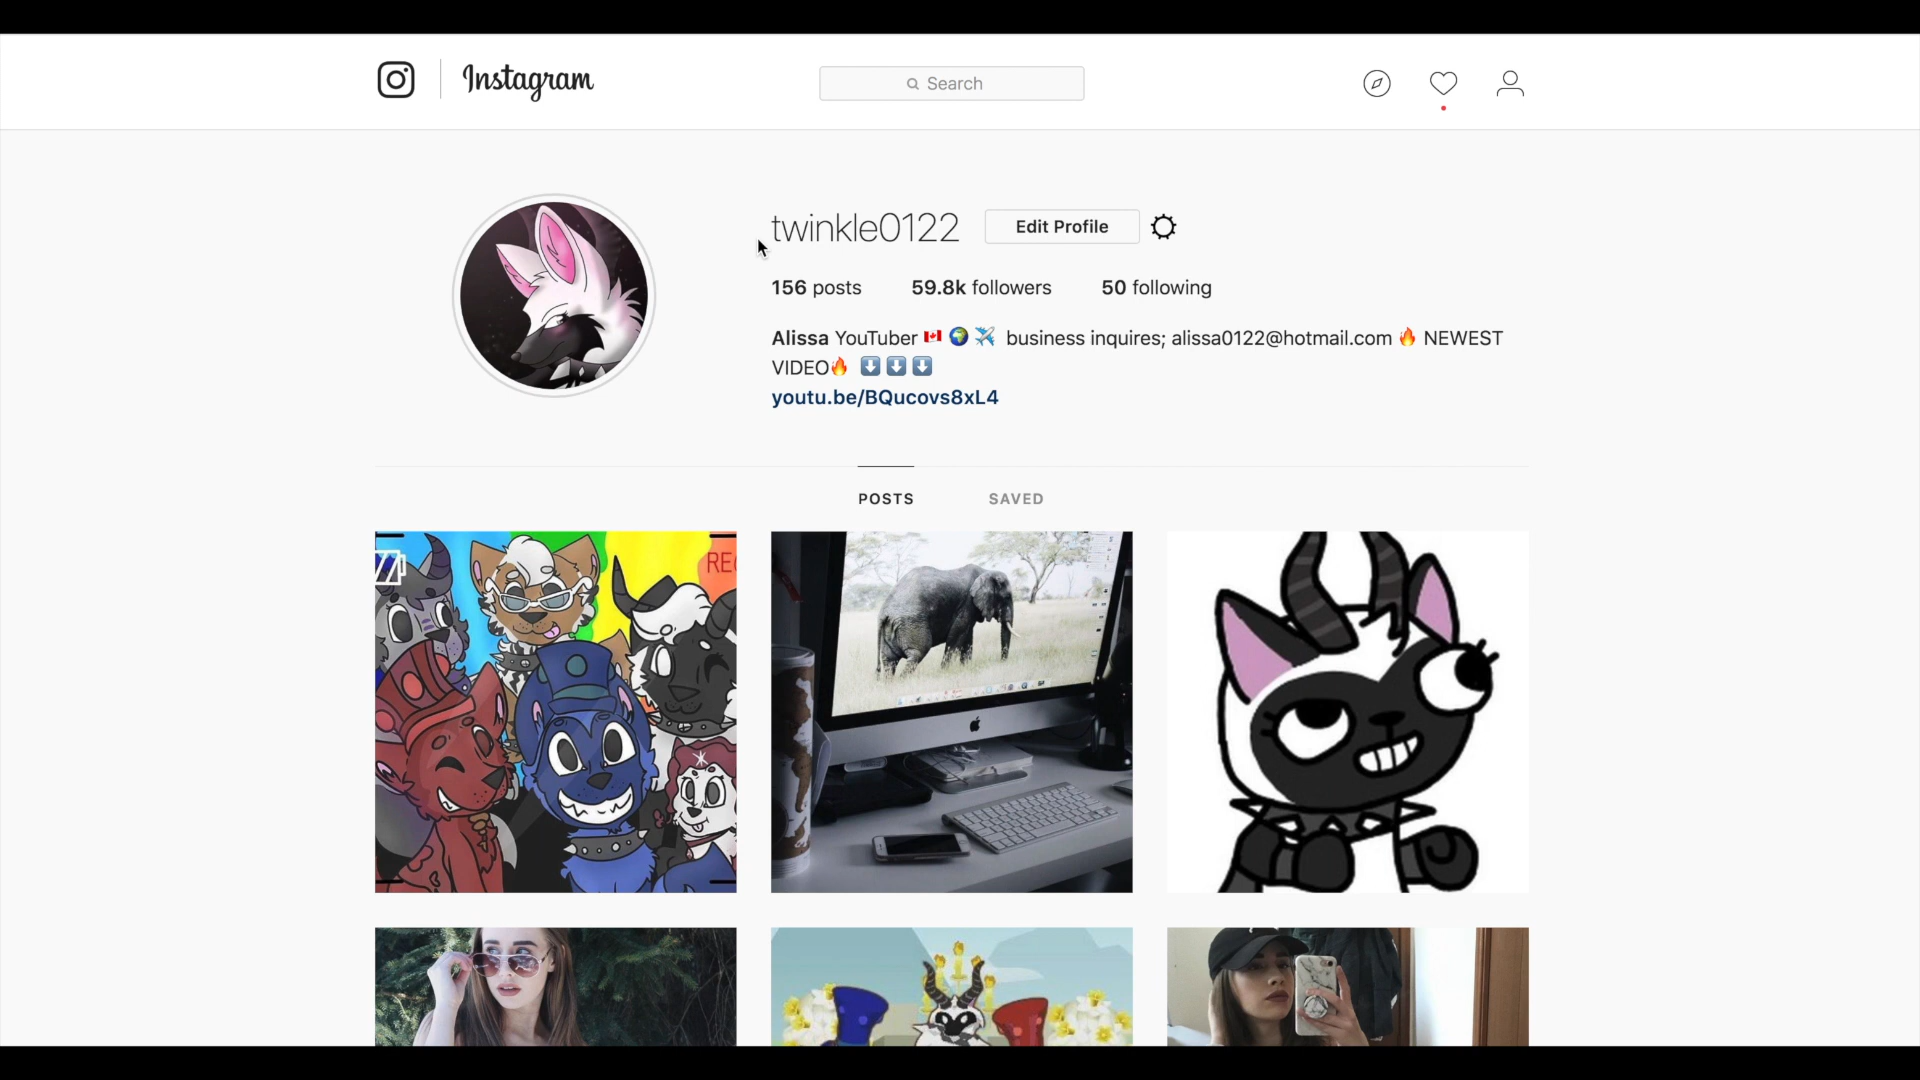 Instagram
Search
twinkle0122 Edit Profile
156 posts 59.8k followers 50 following
Alissa YouTuber 🇨🇦 🌍 ✈️ business inquires; alissa0122@hotmail.com 🔥 NEWEST
VIDEO🔥 ⬇️⬇️⬇️
youtu.be/BQucovs8xL4
POSTS SAVED
REC